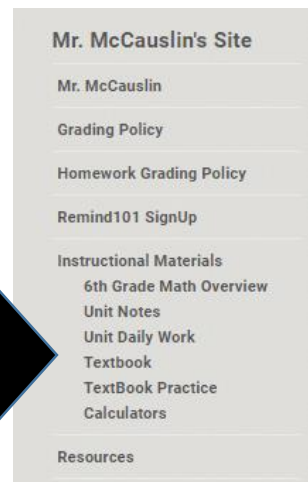 Mr. McCauslin's Site
Mr. McCauslin
Grading Policy
Homework Grading Policy
Remind101 SignUp
Instructional Materials
6th Grade Math Overview
Unit Notes
Unit Daily Work
Textbook
TextBook Practice
Calculators
Resources